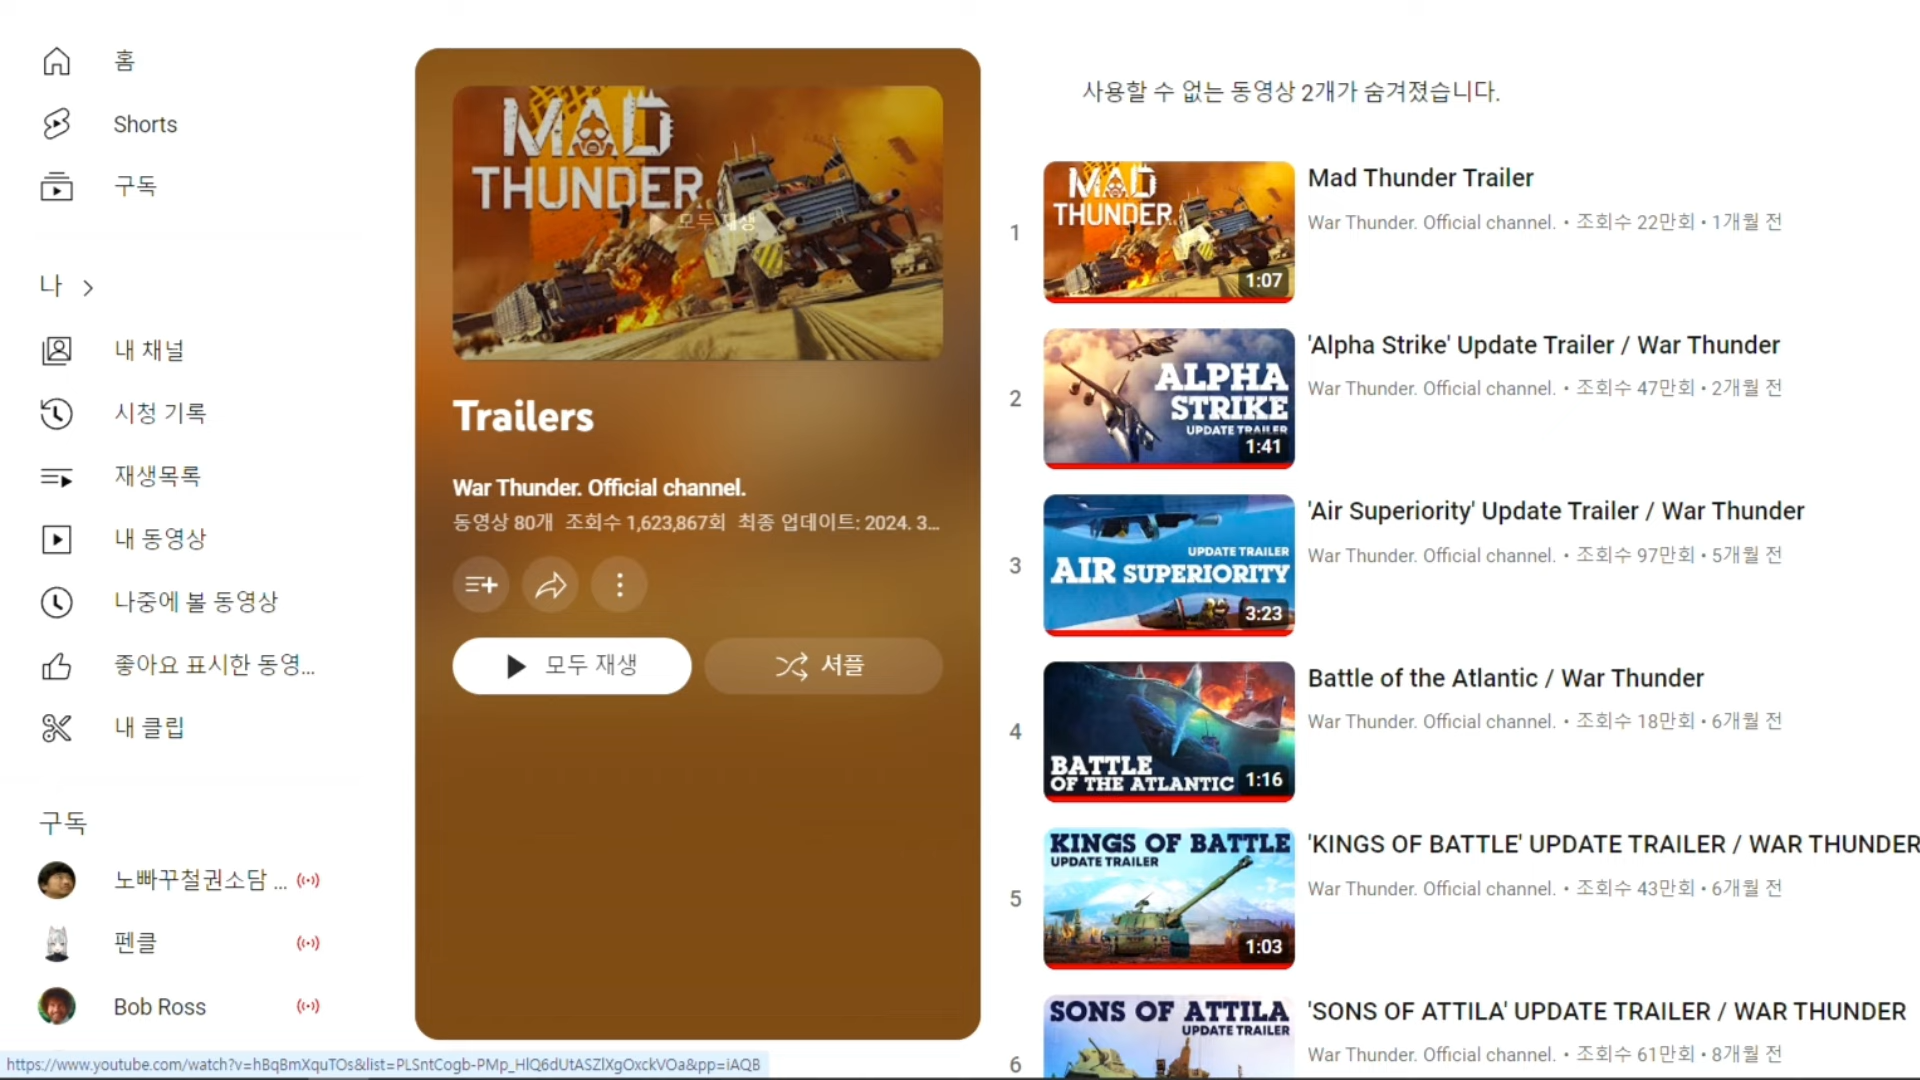 홈
Shorts
구독
나
내 채널
시청 기록
재생목록
내 동영상
나중에 볼 동영상
좋아요 표시한 동영...
내 클립
구독
노빠꾸철권소담 ...
펜클
Bob Ross
MAD
THUNDER
모두 재생
Trailers
War Thunder. Official channel.
동영상 80개 조회수 1,623,867회 최종 업데이트: 2024. 3...
모두 재생
셔플
사용할 수 없는 동영상 2개가 숨겨졌습니다.
1
MAD
THUNDER
1:07
Mad Thunder Trailer
War Thunder. Official channel. • 조회수 22만회 • 1개월 전
2
ALPHA
STRIKE
UPDATE TRAILER
1:41
'Alpha Strike' Update Trailer / War Thunder
War Thunder. Official channel. • 조회수 47만회 • 2개월 전
3
UPDATE TRAILER
AIR SUPERIORITY
3:23
'Air Superiority' Update Trailer / War Thunder
War Thunder. Official channel. • 조회수 97만회 • 5개월 전
4
BATTLE
OF THE ATLANTIC
1:16
Battle of the Atlantic / War Thunder
War Thunder. Official channel. • 조회수 18만회 • 6개월 전
5
KINGS OF BATTLE
UPDATE TRAILER
1:03
'KINGS OF BATTLE' UPDATE TRAILER / WAR THUNDER
War Thunder. Official channel. • 조회수 43만회 • 6개월 전
6
SONS OF ATTILA
UPDATE TRAILER
'SONS OF ATTILA' UPDATE TRAILER / WAR THUNDER
War Thunder. Official channel. • 조회수 61만회 • 8개월 전
https://www.youtube.com/watch?v=hBqBmXquTOs&list=PLSntCogb-PMp_HlQ6dUtASZlXgOxckVOa&pp=iAQB